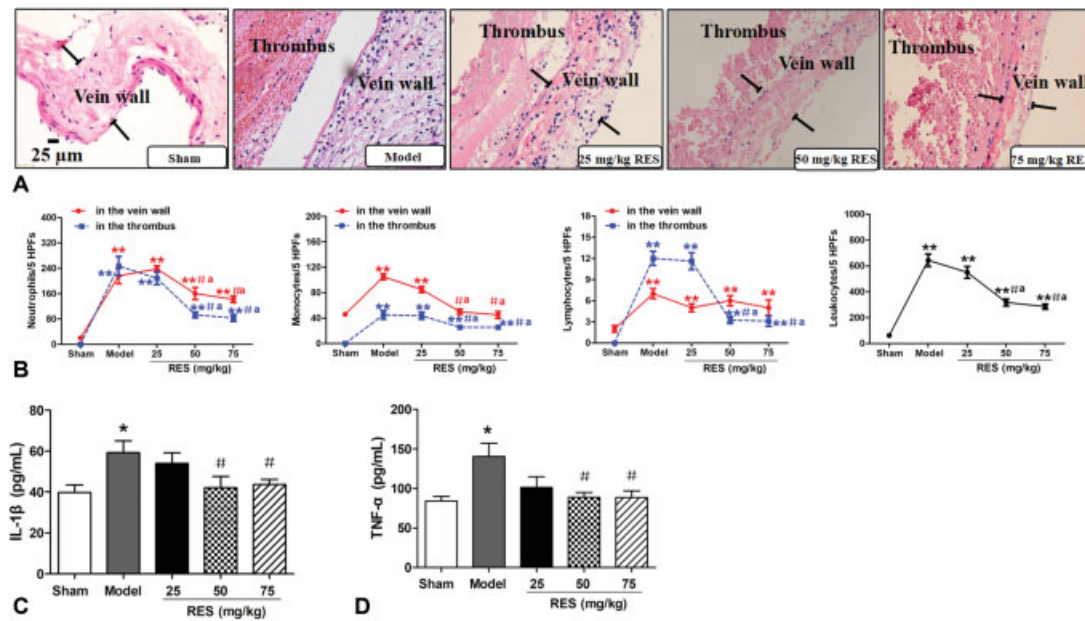 Thrombus
Thrombus
Thrombus
Thrombus
Vein wall
Vein wall
Vein wall
Vein wall
Vein wall
25 µm
Sham
Model
25 mg/kg RES
50 mg/kg RES
75 mg/kg RES
A
in the vein wall
in the thrombus
Neutrophils/5 HPFs
0
80
160
240
320
400
**
**
**
**
**#a
**#a
**#a
**#a
Sham
Model
25
50
75
RES (mg/kg)
in the vein wall
in the thrombus
Monocytes/5 HPFs
0
40
80
120
160
200
**
**
**
**
#a
**#a
#a
**#a
Sham
Model
25
50
75
RES (mg/kg)
in the vein wall
in the thrombus
Lymphocytes/5 HPFs
0
3
6
9
12
15
18
**
**
**
**
**
**#a
**
**#a
Sham
Model
25
50
75
RES (mg/kg)
Leukocytes/5 HPFs
0
200
400
600
800
1000
**
**
**#a
**#a
Sham
Model
25
50
75
RES (mg/kg)
B
IL-1β (pg/mL)
0
20
40
60
80
*
#
#
Sham
Model
25
50
75
RES (mg/kg)
C
TNF-α (pg/mL)
0
50
100
150
200
*
#
#
Sham
Model
25
50
75
RES (mg/kg)
D